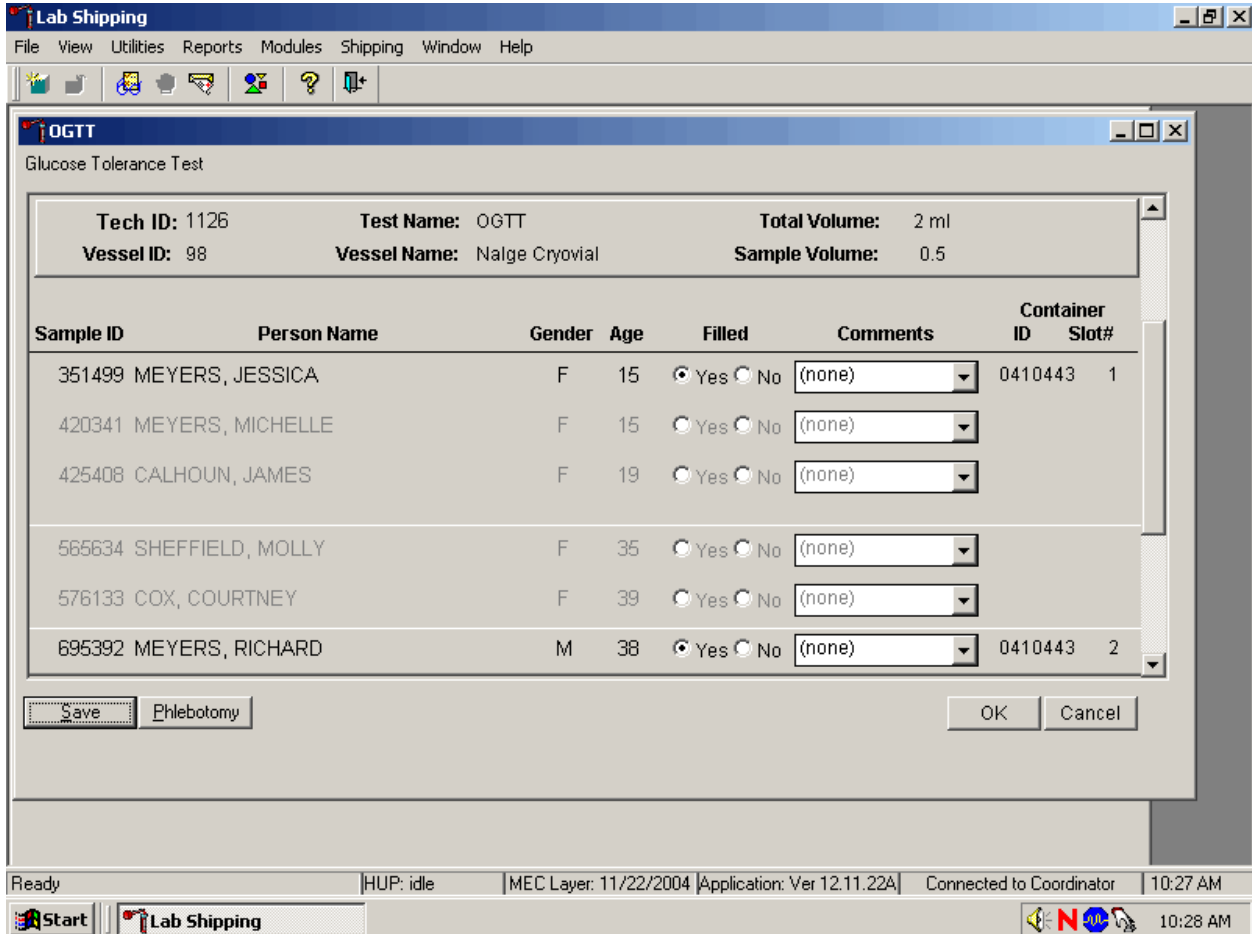 Lab Shipping
File View Utilities Reports Modules Shipping Window Help
OGTT
Glucose Tolerance Test
Tech ID: 1126 Test Name: OGTT Total Volume: 2 ml
Vessel ID: 98 Vessel Name: Nalge Cryovial Sample Volume: 0.5
Container
Sample ID Person Name Gender Age Filled Comments ID Slot#
351499 MEYERS, JESSICA F 15 Yes No (none) 0410443 1
420341 MEYERS, MICHELLE F 15 Yes No (none)
425408 CALHOUN, JAMES F 19 Yes No (none)
565634 SHEFFIELD, MOLLY F 35 Yes No (none)
576133 COX, COURTNEY F 39 Yes No (none)
695392 MEYERS, RICHARD M 38 Yes No (none) 0410443 2
Save Phlebotomy OK Cancel
Ready HUP: idle MEC Layer: 11/22/2004 Application: Ver 12.11.22A Connected to Coordinator 10:27 AM
Start Lab Shipping N 10:28 AM